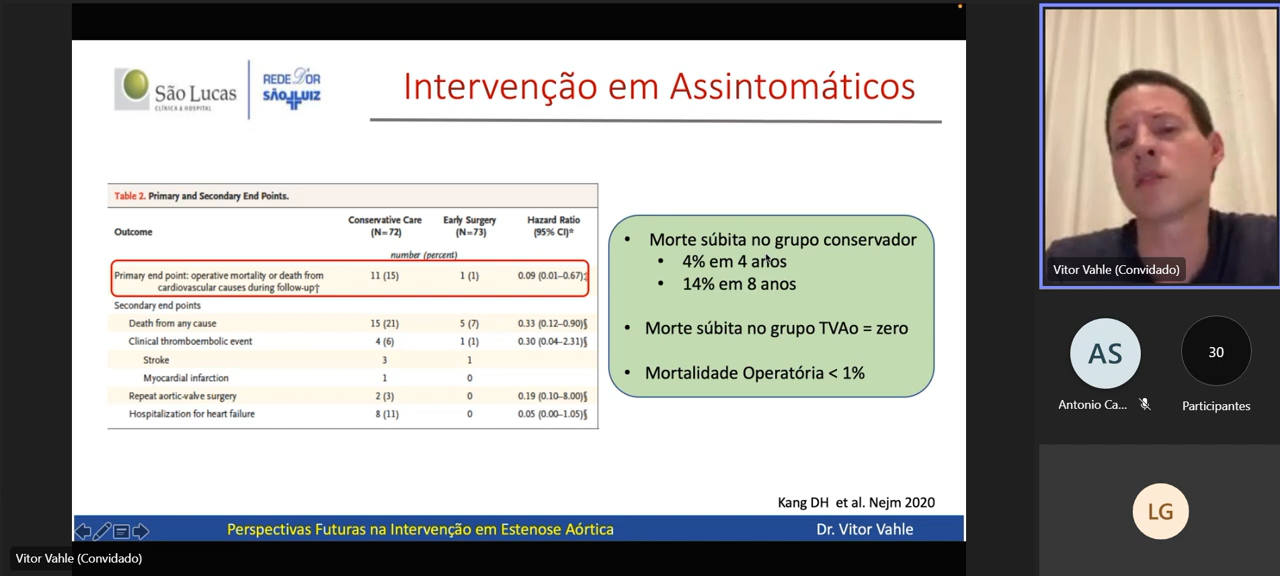 São Lucas
CLÍNICA & HOSPITAL
REDE D'OR
SÃO LUIZ
Intervenção em Assintomáticos
Table 2. Primary and Secondary End Points.
Outcome
Conservative Care
(N=72)
Early Surgery
(N=73)
Hazard Ratio
(95% CI)*
number (percent)
Primary end point: operative mortality or death from
cardiovascular causes during follow-up† 11 (15) 1 (1) 0.09 (0.01–0.67)‡
Secondary end points
Death from any cause 15 (21) 5 (7) 0.33 (0.12–0.90)§
Clinical thromboembolic event 4 (6) 1 (1) 0.30 (0.04–2.31)§
Stroke 3 1
Myocardial infarction 1 0
Repeat aortic-valve surgery 2 (3) 0 0.19 (0.10–8.00)§
Hospitalization for heart failure 8 (11) 0 0.05 (0.00–1.05)§
• Morte súbita no grupo conservador
• 4% em 4 anos
• 14% em 8 anos
• Morte súbita no grupo TVAo = zero
• Mortalidade Operatória < 1%
Kang DH et al. Nejm 2020
Perspectivas Futuras na Intervenção em Estenose Aórtica
Dr. Vitor Vahle
Vitor Vahle (Convidado)
Vitor Vahle (Convidado)
AS
Antonio Ca...
30
Participantes
LG